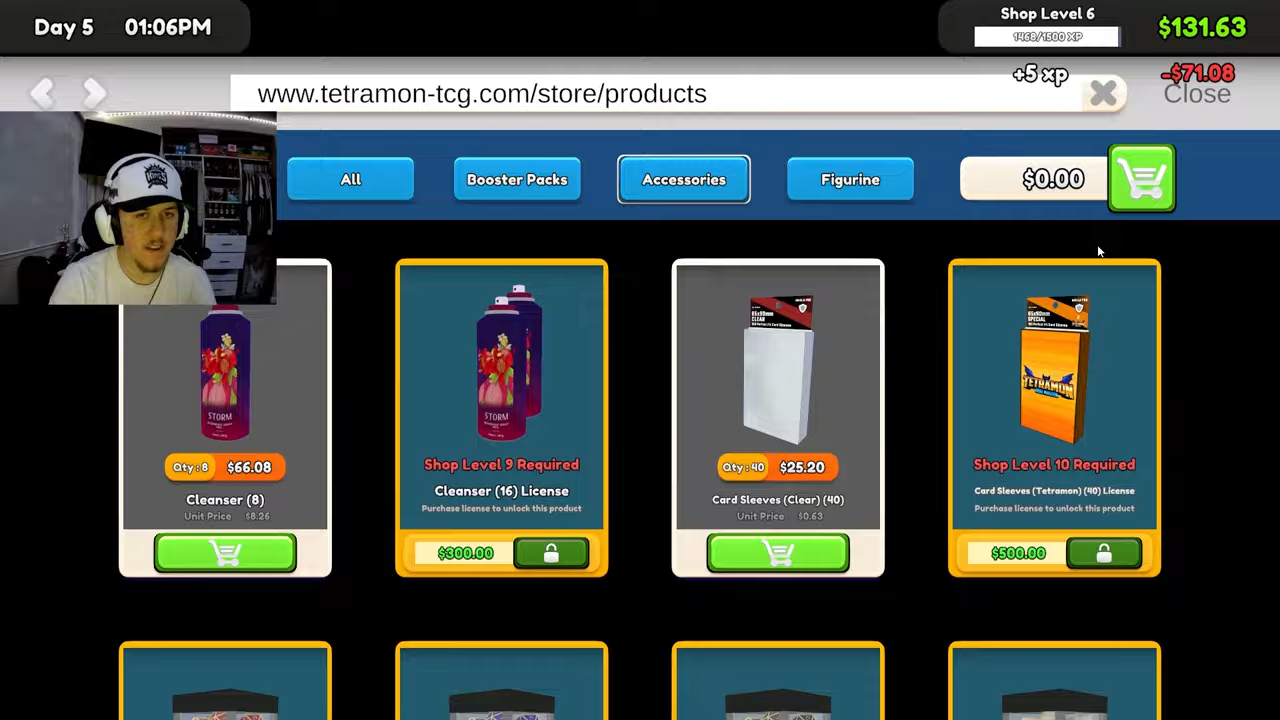 Day 5 01:06PM
Shop Level 6
1468/1500 XP
$131.63
+5 xp
-$71.08
www.tetramon-tcg.com/store/products
Close
All
Booster Packs
Accessories
Figurine
$0.00
STORM
Qty : 8 $66.08
Cleanser (8)
Unit Price $8.26
STORM
Shop Level 9 Required
Cleanser (16) License
Purchase license to unlock this product
$300.00
CLEAR
Qty : 40 $25.20
Card Sleeves (Clear) (40)
Unit Price $0.63
SPECIAL
TETRAMON
Shop Level 10 Required
Card Sleeves (Tetramon) (40) License
Purchase license to unlock this product
$500.00